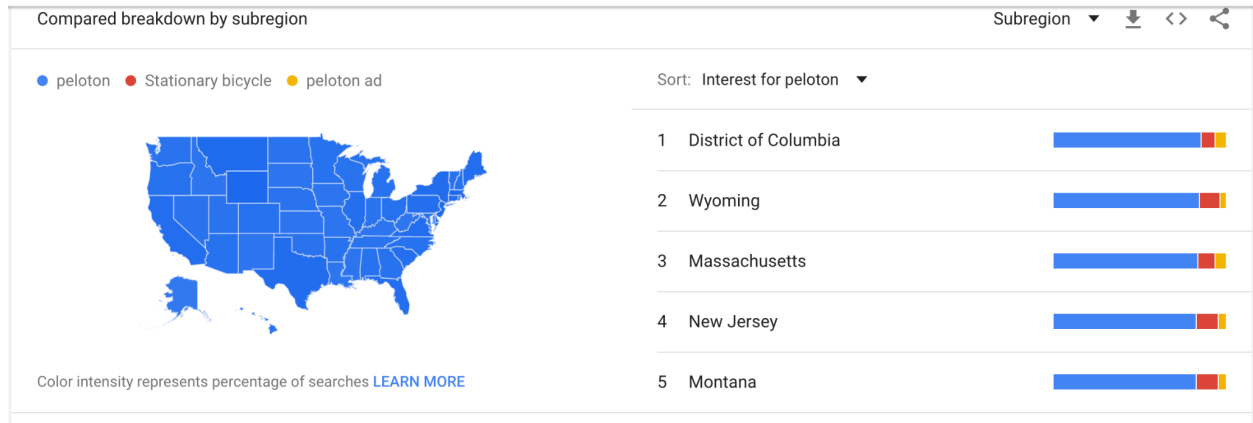 Compared breakdown by subregion
Subregion
peloton Stationary bicycle peloton ad
Sort: Interest for peloton
1 District of Columbia
2 Wyoming
3 Massachusetts
4 New Jersey
5 Montana
Color intensity represents percentage of searches LEARN MORE